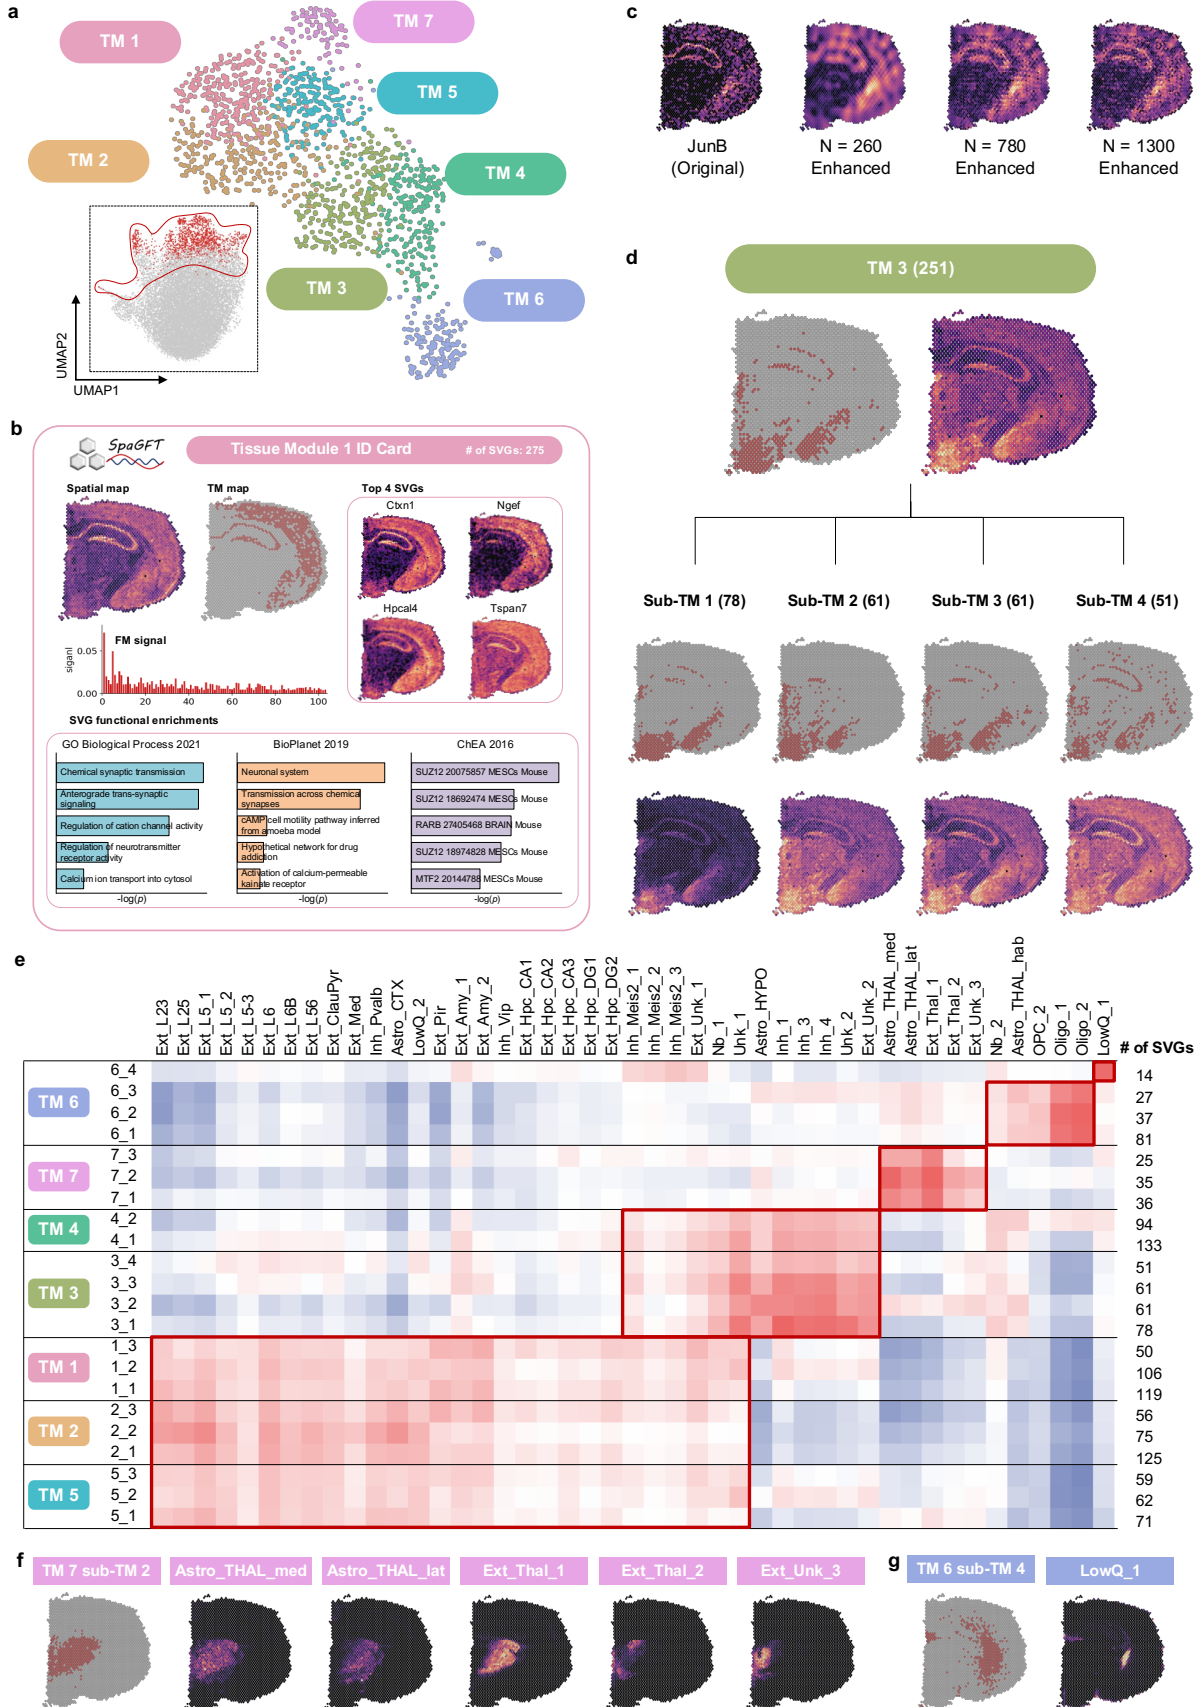 a
TM 1
TM 7
TM 5
TM 2
TM 4
TM 3
TM 6
UMAP2
UMAP1
b
SpaGFT
Tissue Module 1 ID Card
# of SVGs: 275
Spatial map
TM map
Top 4 SVGs
Ctxn1
Ngef
Hpcal4
Tspan7
FM signal
siganl
0.05
0.00
0
20
40
60
80
100
SVG functional enrichments
GO Biological Process 2021
Chemical synaptic transmission
Anterograde trans-synaptic
signaling
Regulation of cation channel activity
Regulation of neurotransmitter
receptor activity
Calcium ion transport into cytosol
-log(p)
BioPlanet 2019
Neuronal system
Transmission across chemical
synapses
cAMP cell motility pathway inferred
from amoeba model
Hypothetical network for drug
addiction
Activation of calcium-permeable
kainate receptor
-log(p)
ChEA 2016
SUZ12 20075857 MESCs Mouse
SUZ12 18692474 MESCs Mouse
RARB 27405468 BRAIN Mouse
SUZ12 18974828 MESCs Mouse
MTF2 20144788 MESCs Mouse
-log(p)
c
JunB
(Original)
N = 260
Enhanced
N = 780
Enhanced
N = 1300
Enhanced
d
TM 3 (251)
Sub-TM 1 (78)
Sub-TM 2 (61)
Sub-TM 3 (61)
Sub-TM 4 (51)
e
Ext_L23
Ext_L25
Ext_L5_1
Ext_L5_2
Ext_L5-3
Ext_L6
Ext_L6B
Ext_L56
Ext_ClauPyr
Ext_Med
Inh_Pvalb
Astro_CTX
LowQ_2
Ext_Pir
Ext_Amy_1
Ext_Amy_2
Inh_Vip
Ext_Hpc_CA1
Ext_Hpc_CA2
Ext_Hpc_CA3
Ext_Hpc_DG1
Ext_Hpc_DG2
Inh_Meis2_1
Inh_Meis2_2
Inh_Meis2_3
Ext_Unk_1
Nb_1
Unk_1
Astro_HYPO
Inh_1
Inh_3
Inh_4
Unk_2
Ext_Unk_2
Astro_THAL_med
Astro_THAL_lat
Ext_Thal_1
Ext_Thal_2
Ext_Unk_3
Nb_2
Astro_THAL_hab
OPC_2
Oligo_1
Oligo_2
LowQ_1
# of SVGs
TM 6
6_4 14
6_3 27
6_2 37
6_1 81
TM 7
7_3 25
7_2 35
7_1 36
TM 4
4_2 94
4_1 133
TM 3
3_4 51
3_3 61
3_2 61
3_1 78
TM 1
1_3 50
1_2 106
1_1 119
TM 2
2_3 56
2_2 75
2_1 125
TM 5
5_3 59
5_2 62
5_1 71
f
TM 7 sub-TM 2
Astro_THAL_med
Astro_THAL_lat
Ext_Thal_1
Ext_Thal_2
Ext_Unk_3
g
TM 6 sub-TM 4
LowQ_1